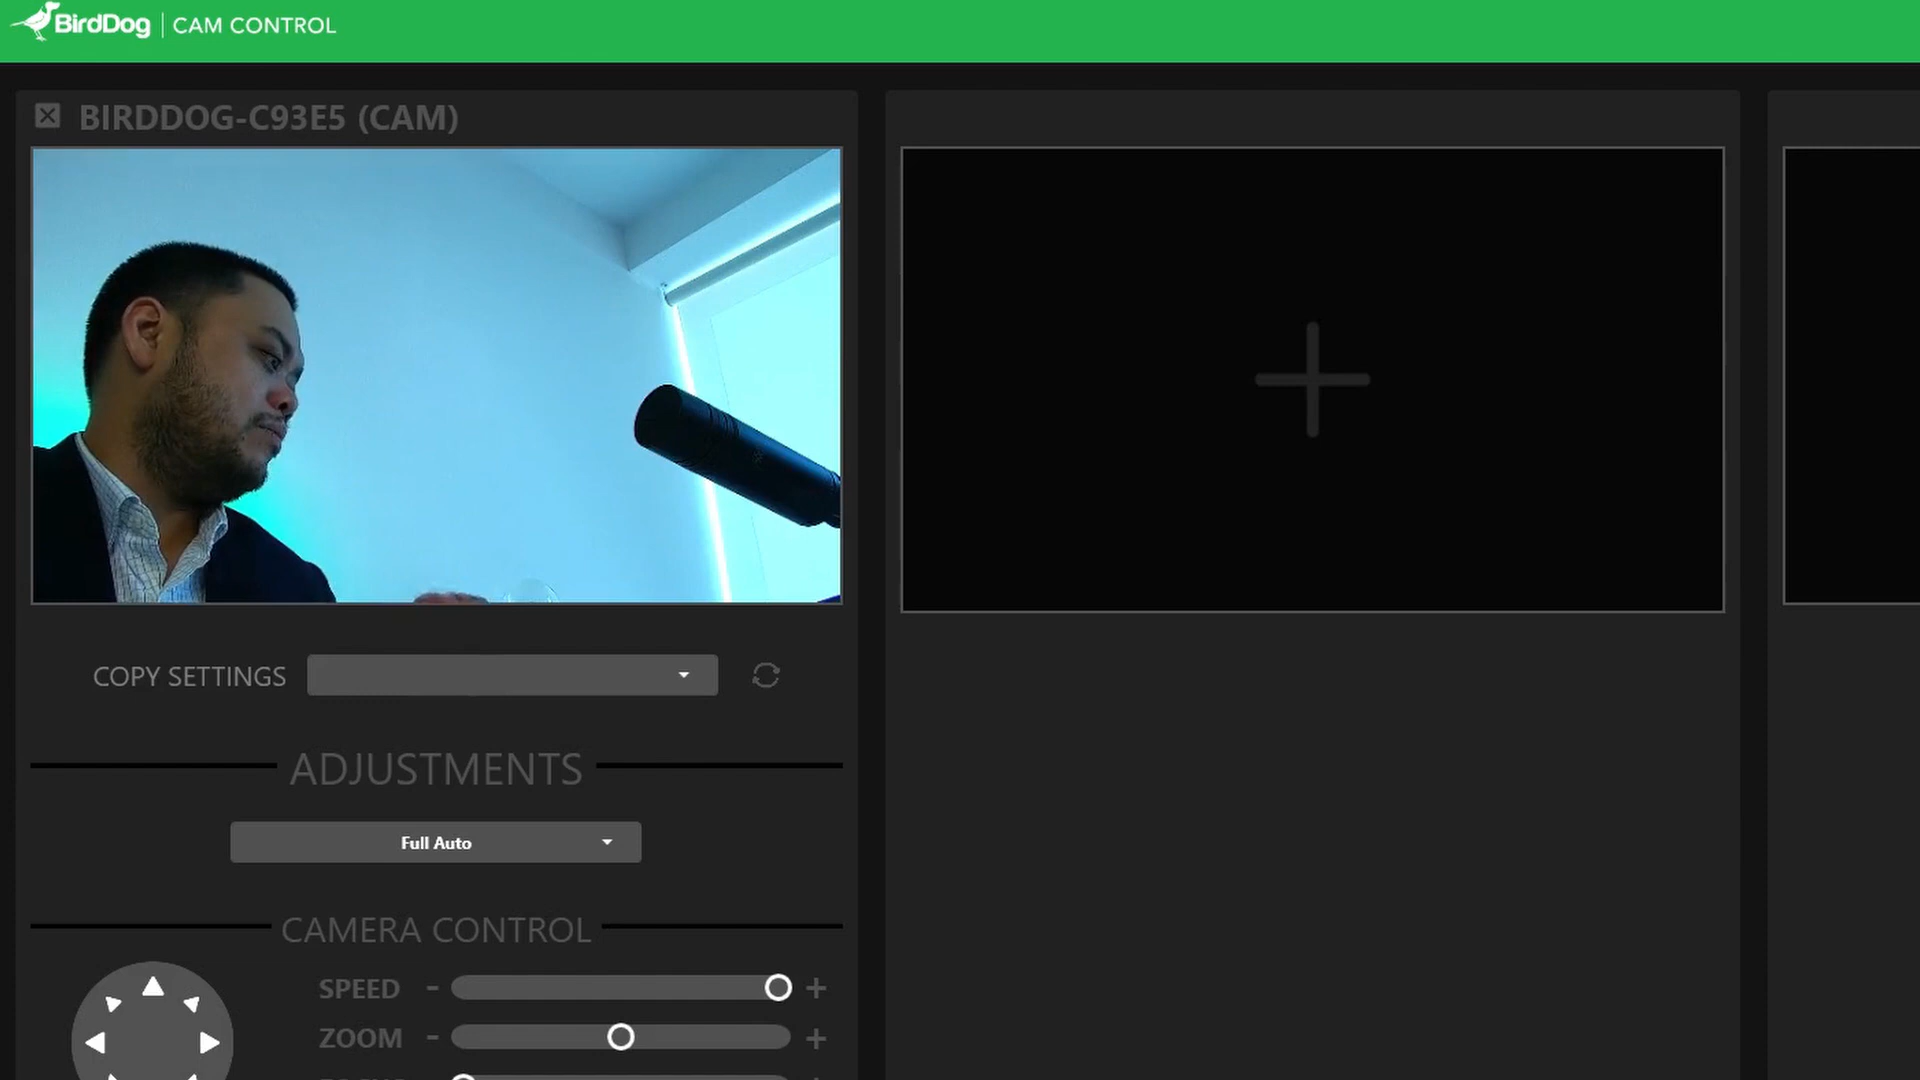 BirdDog | CAM CONTROL
BIRDDOG-C93E5 (CAM)
COPY SETTINGS
ADJUSTMENTS
Full Auto
CAMERA CONTROL
SPEED - +
ZOOM - +